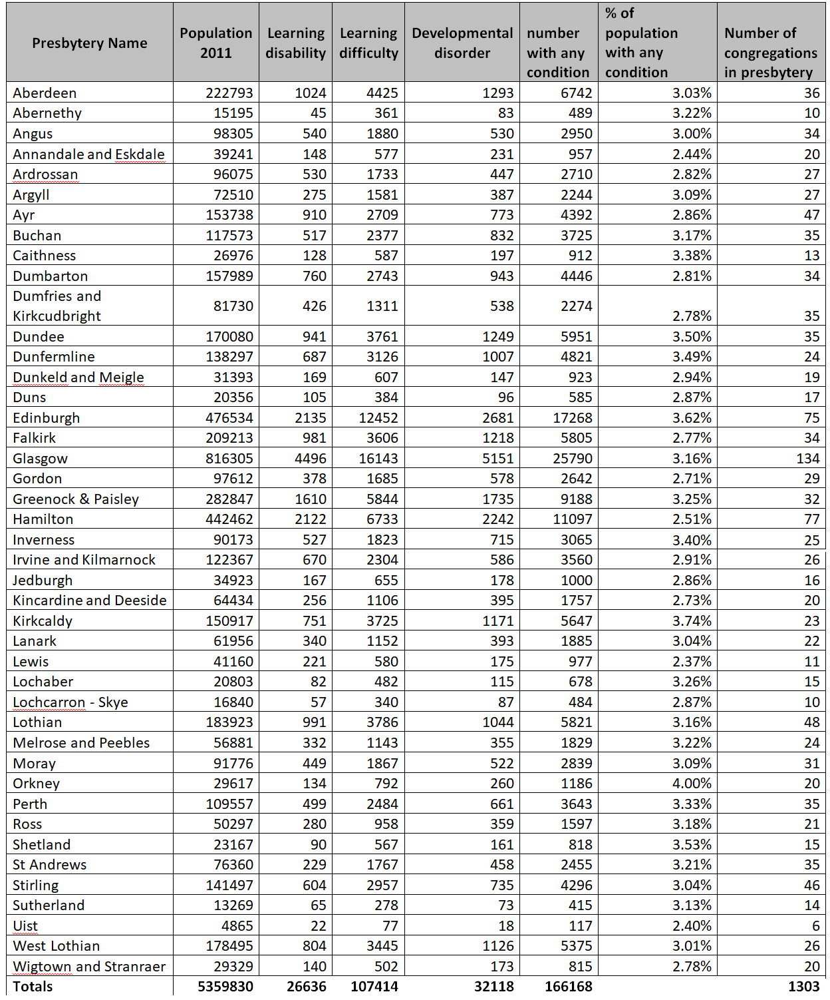 Presbytery Name | Population 2011 | Learning disability | Learning difficulty | Developmental disorder | number with any condition | % of population with any condition | Number of congregations in presbytery
Aberdeen 222793 1024 4425 1293 6742 3.03% 36
Abernethy 15195 45 361 83 489 3.22% 10
Angus 98305 540 1880 530 2950 3.00% 34
Annandale and Eskdale 39241 148 577 231 957 2.44% 20
Ardrossan 96075 530 1733 447 2710 2.82% 27
Argyll 72510 275 1581 387 2244 3.09% 27
Ayr 153738 910 2709 773 4392 2.86% 47
Buchan 117573 517 2377 832 3725 3.17% 35
Caithness 26976 128 587 197 912 3.38% 13
Dumbarton 157989 760 2743 943 4446 2.81% 34
Dumfries and Kirkcudbright 81730 426 1311 538 2274 2.78% 35
Dundee 170080 941 3761 1249 5951 3.50% 35
Dunfermline 138297 687 3126 1007 4821 3.49% 24
Dunkeld and Meigle 31393 169 607 147 923 2.94% 19
Duns 20356 105 384 96 585 2.87% 17
Edinburgh 476534 2135 12452 2681 17268 3.62% 75
Falkirk 209213 981 3606 1218 5805 2.77% 34
Glasgow 816305 4496 16143 5151 25790 3.16% 134
Gordon 97612 378 1685 578 2642 2.71% 29
Greenock & Paisley 282847 1610 5844 1735 9188 3.25% 32
Hamilton 442462 2122 6733 2242 11097 2.51% 77
Inverness 90173 527 1823 715 3065 3.40% 25
Irvine and Kilmarnock 122367 670 2304 586 3560 2.91% 26
Jedburgh 34923 167 655 178 1000 2.86% 16
Kincardine and Deeside 64434 256 1106 395 1757 2.73% 20
Kirkcaldy 150917 751 3725 1171 5647 3.74% 23
Lanark 61956 340 1152 393 1885 3.04% 22
Lewis 41160 221 580 175 977 2.37% 11
Lochaber 20803 82 482 115 678 3.26% 15
Lochcarron - Skye 16840 57 340 87 484 2.87% 10
Lothian 183923 991 3786 1044 5821 3.16% 48
Melrose and Peebles 56881 332 1143 355 1829 3.22% 24
Moray 91776 449 1867 522 2839 3.09% 31
Orkney 29617 134 792 260 1186 4.00% 20
Perth 109557 499 2484 661 3643 3.33% 35
Ross 50297 280 958 359 1597 3.18% 21
Shetland 23167 90 567 161 818 3.53% 15
St Andrews 76360 229 1767 458 2455 3.21% 35
Stirling 141497 604 2957 735 4296 3.04% 46
Sutherland 13269 65 278 73 415 3.13% 14
Uist 4865 22 77 18 117 2.40% 6
West Lothian 178495 804 3445 1126 5375 3.01% 26
Wigtown and Stranraer 29329 140 502 173 815 2.78% 20
Totals 5359830 26636 107414 32118 166168 1303